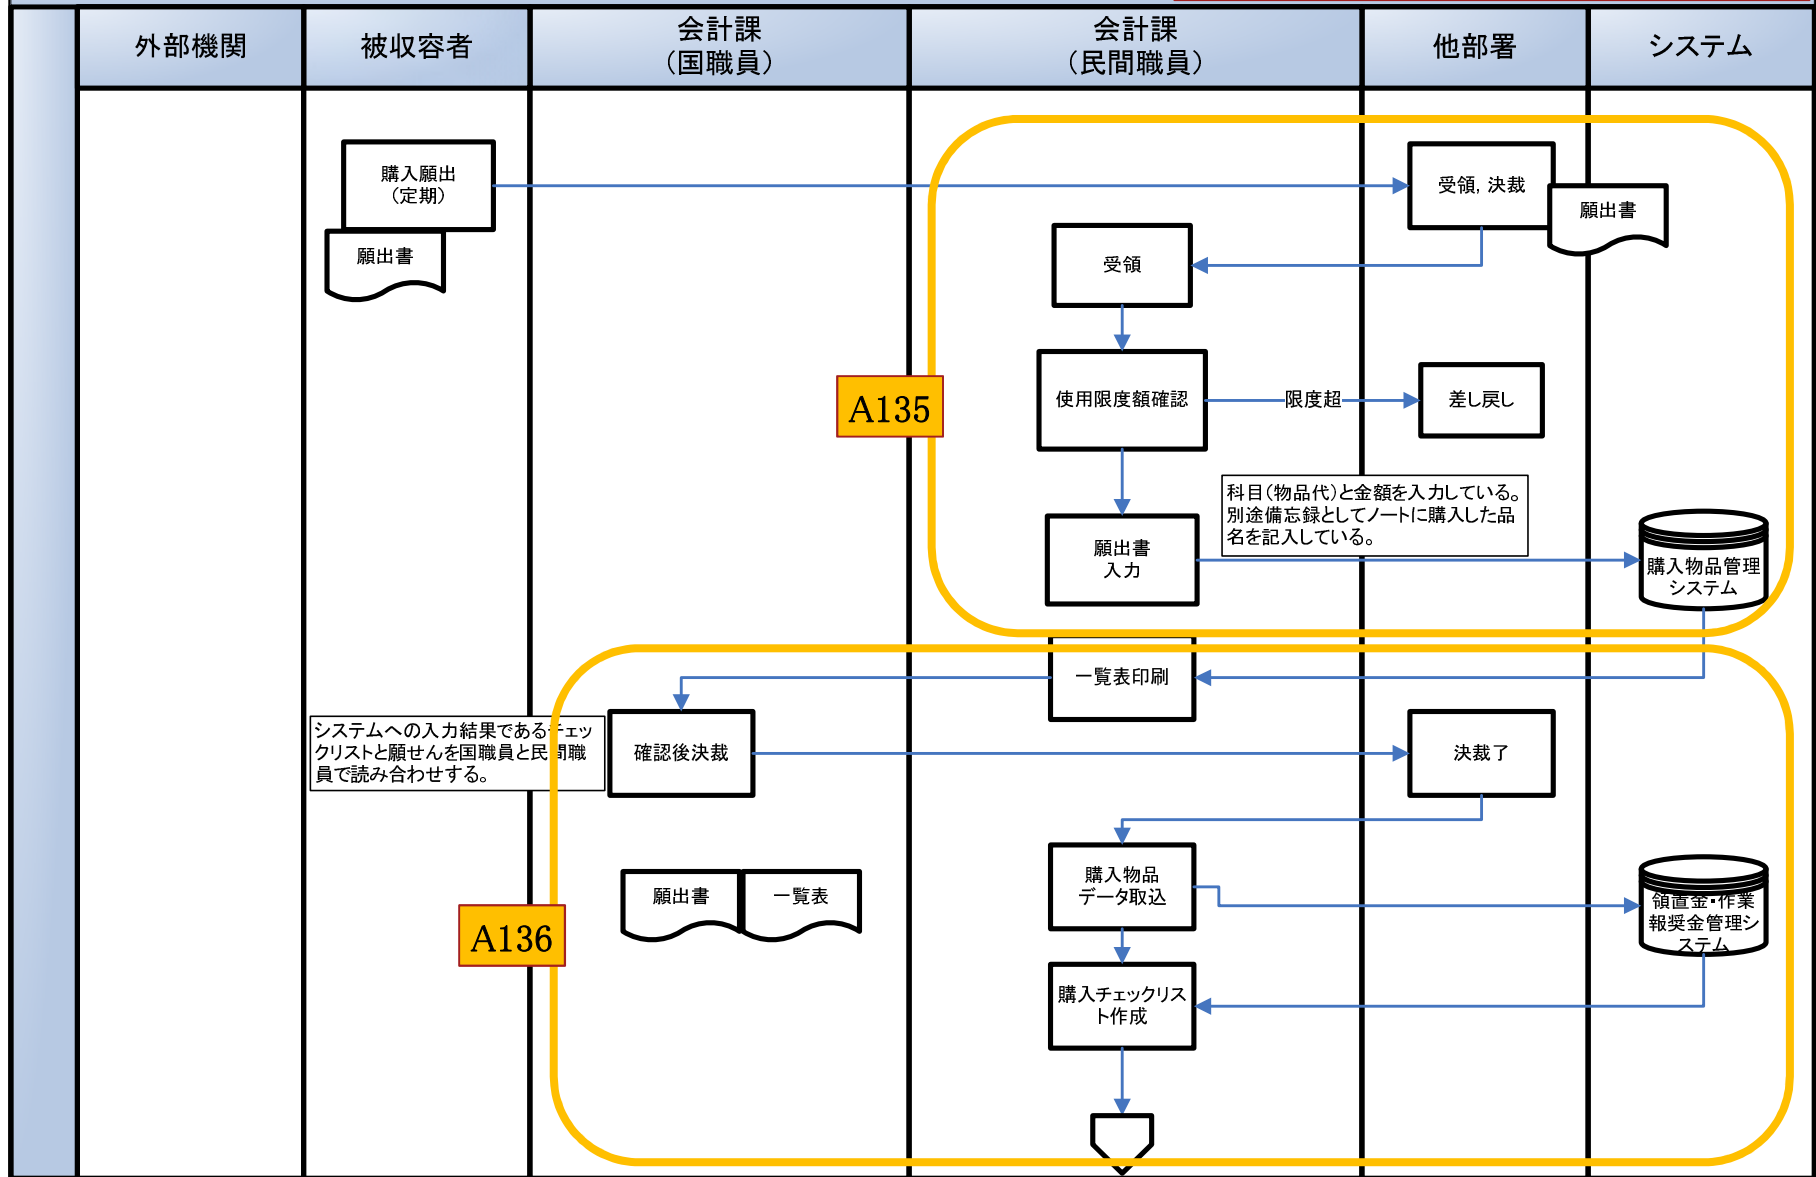 外部機関
被収容者
会計課
（国職員）
会計課
（民間職員）
他部署
システム
購入願出
（定期）
願出書
受領，決裁
願出書
受領
A135
使用限度額確認
限度超
差し戻し
科目（物品代）と金額を入力している。
別途備忘録としてノートに購入した品
名を記入している。
願出書
入力
購入物品管理
システム
一覧表印刷
システムへの入力結果であるチェッ
クリストと願せんを国職員と民間職
員で読み合わせする。
確認後決裁
決裁了
願出書
一覧表
購入物品
データ取込
領置金・作業
報奨金管理シ
ステム
A136
購入チェックリス
ト作成